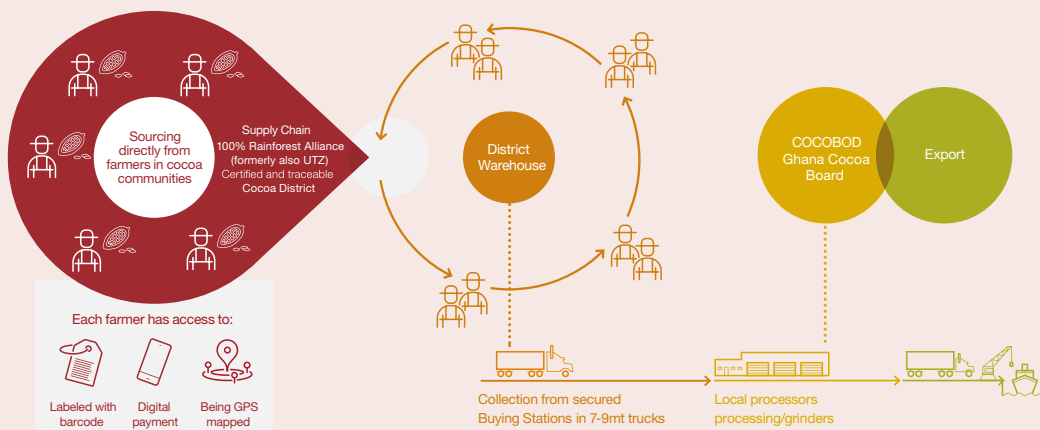 Sourcing
directly from
farmers in cocoa
communities
Supply Chain
100% Rainforest Alliance
(formerly also UTZ)
Certified and traceable
Cocoa District
District
Warehouse
COCOBOD
Ghana Cocoa
Board
Export
Each farmer has access to:
Labeled with
barcode
Digital
payment
Being GPS
mapped
Collection from secured
Buying Stations in 7-9mt trucks
Local processors
processing/grinders